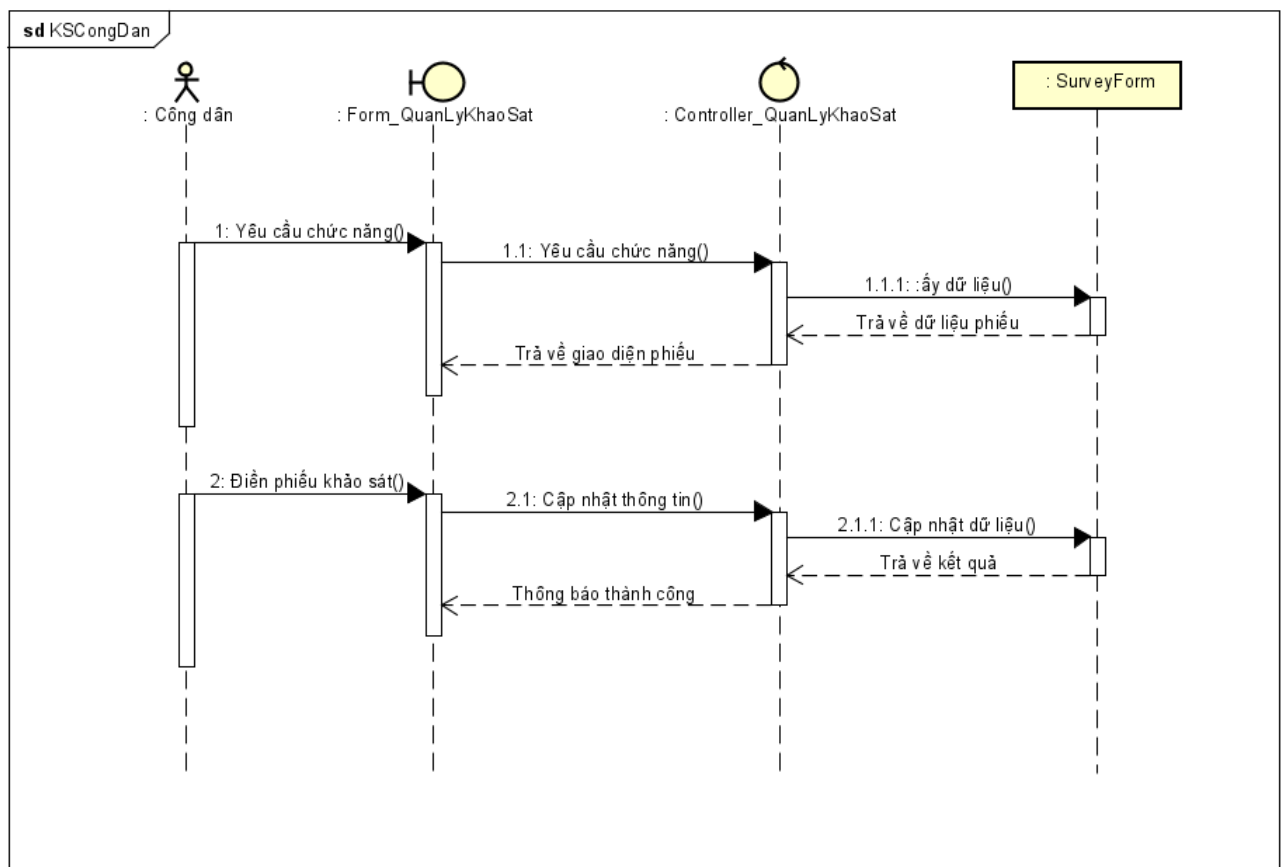 sd KSCongDan
: Công dân
: Form_QuanLyKhaoSat
: Controller_QuanLyKhaoSat
: SurveyForm
1: Yêu cầu chức năng()
1.1: Yêu cầu chức năng()
1.1.1: :ấy dữ liệu()
Trả về dữ liệu phiếu
Trả về giao diện phiếu
2: Điền phiếu khảo sát()
2.1: Cập nhật thông tin()
2.1.1: Cập nhật dữ liệu()
Trả về kết quả
Thông báo thành công